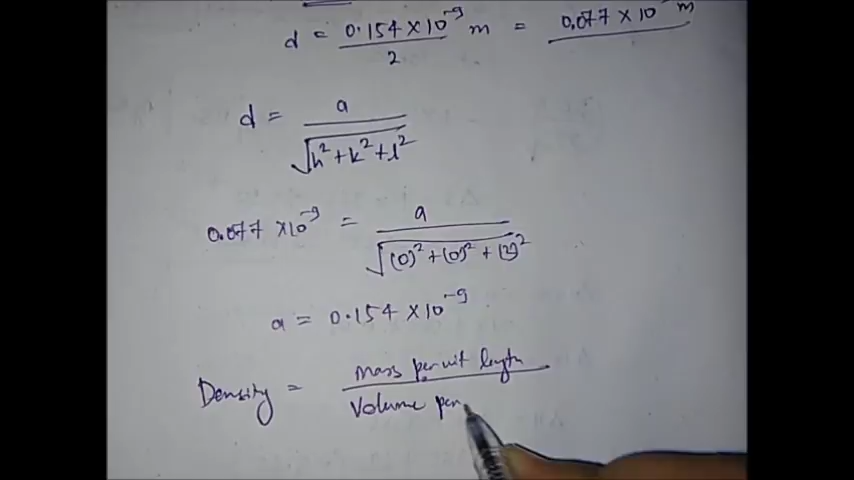 d = 0.154 × 10⁻⁹ / 2 m = 0.077 × 10⁻ m
d = a / √h² + k² + l²
0.077 × 10⁻⁹ = a / √(0)² + (0)² + (2)²
a = 0.154 × 10⁻⁹
Density = Mass per unit length / Volume per